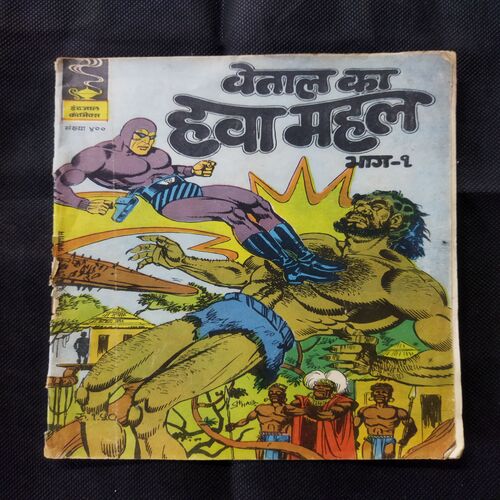 वेताल का
हवा महल
भाग-१
इंद्रजाल
कॉमिक्स
संख्या ४००